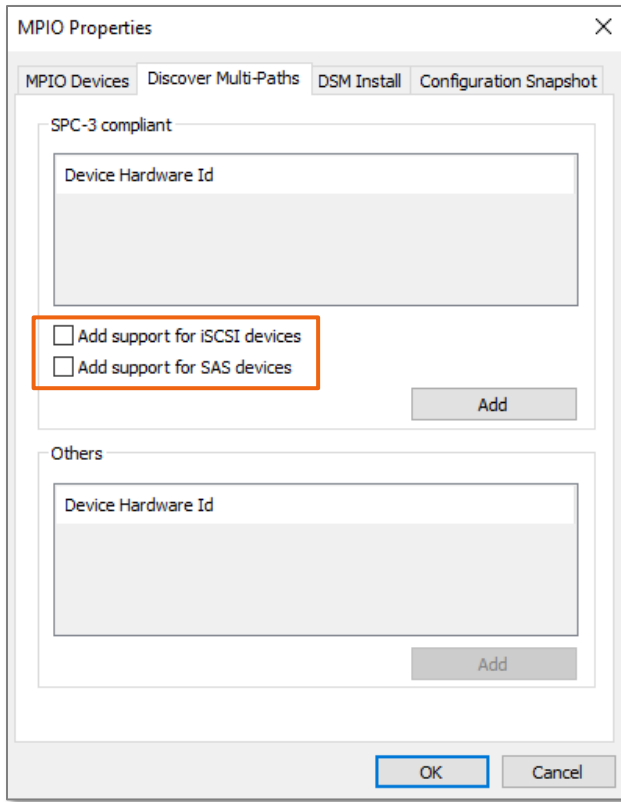 MPIO Properties
MPIO Devices Discover Multi-Paths DSM Install Configuration Snapshot
SPC-3 compliant
Device Hardware Id
Add support for iSCSI devices
Add support for SAS devices
Add
Others
Device Hardware Id
Add
OK Cancel